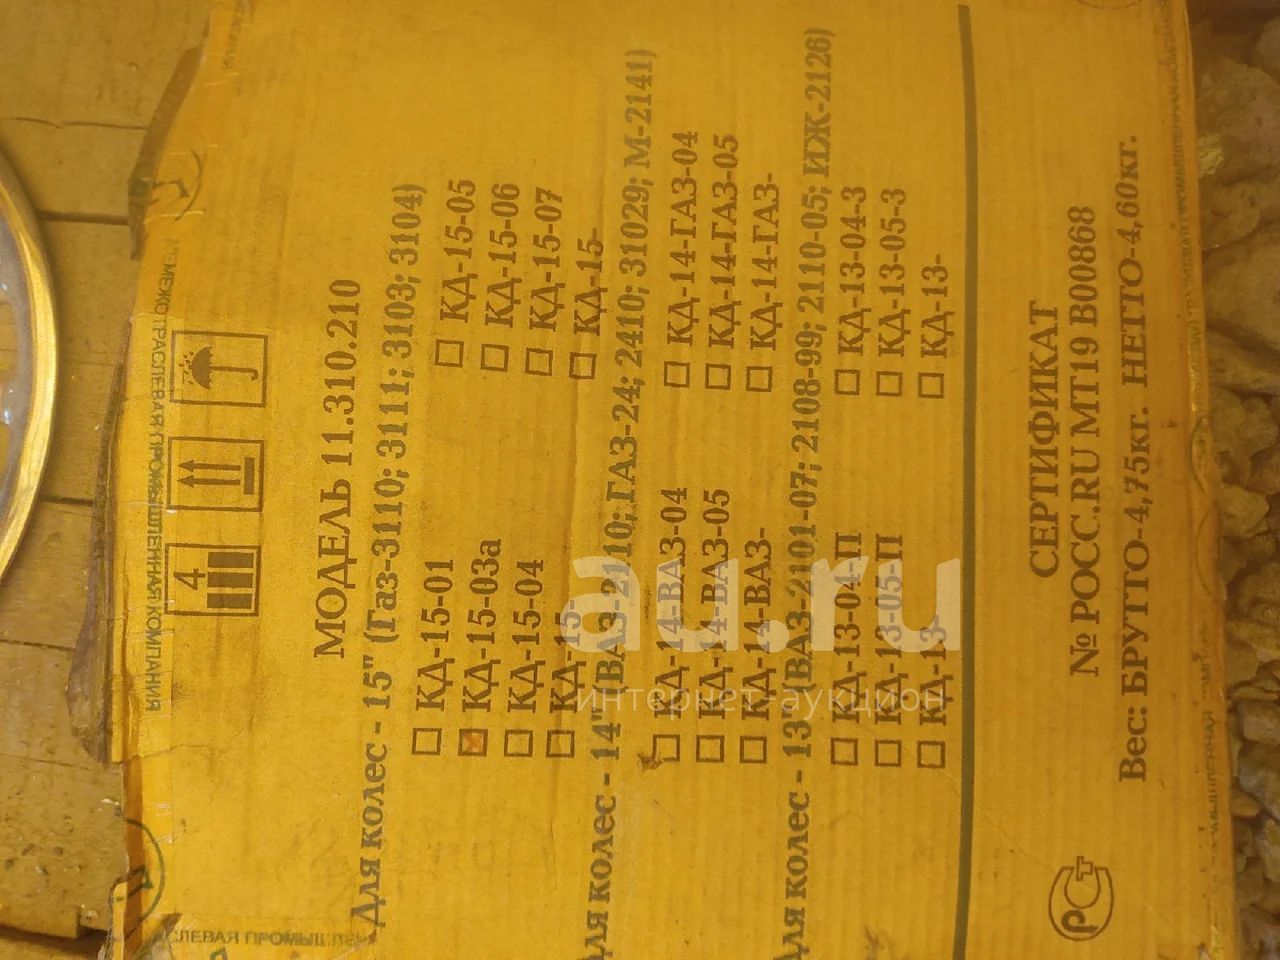 МЕЖОТРАСЛЕВАЯ ПРОМЫШЛЕННАЯ КОМПАНИЯ
4
МОДЕЛЬ 11.310.210
Для колес - 15" (Газ-3110; 3111; 3103; 3104)
КД-15-01 КД-15-05
КД-15-03а КД-15-06
КД-15-04 КД-15-07
КД-15- КД-15-
Для колес - 14" (ВАЗ-2110; ГАЗ-24; 2410; 31029; М-2141)
КД-14-ВАЗ-04 КД-14-ГАЗ-04
КД-14-ВАЗ-05 КД-14-ГАЗ-05
КД-14-ВАЗ- КД-14-ГАЗ-
Для колес - 13" (ВАЗ-2101-07; 2108-99; 2110-05; ИЖ-2126)
КД-13-04-П КД-13-04-3
КД-13-05-П КД-13-05-3
КД-13- КД-13-
СЕРТИФИКАТ
№ РОСС.RU МТ19 В00868
Вес: БРУТТО-4,75кг. НЕТТО-4,60кг.
РСТ
au.ru
интернет-аукцион